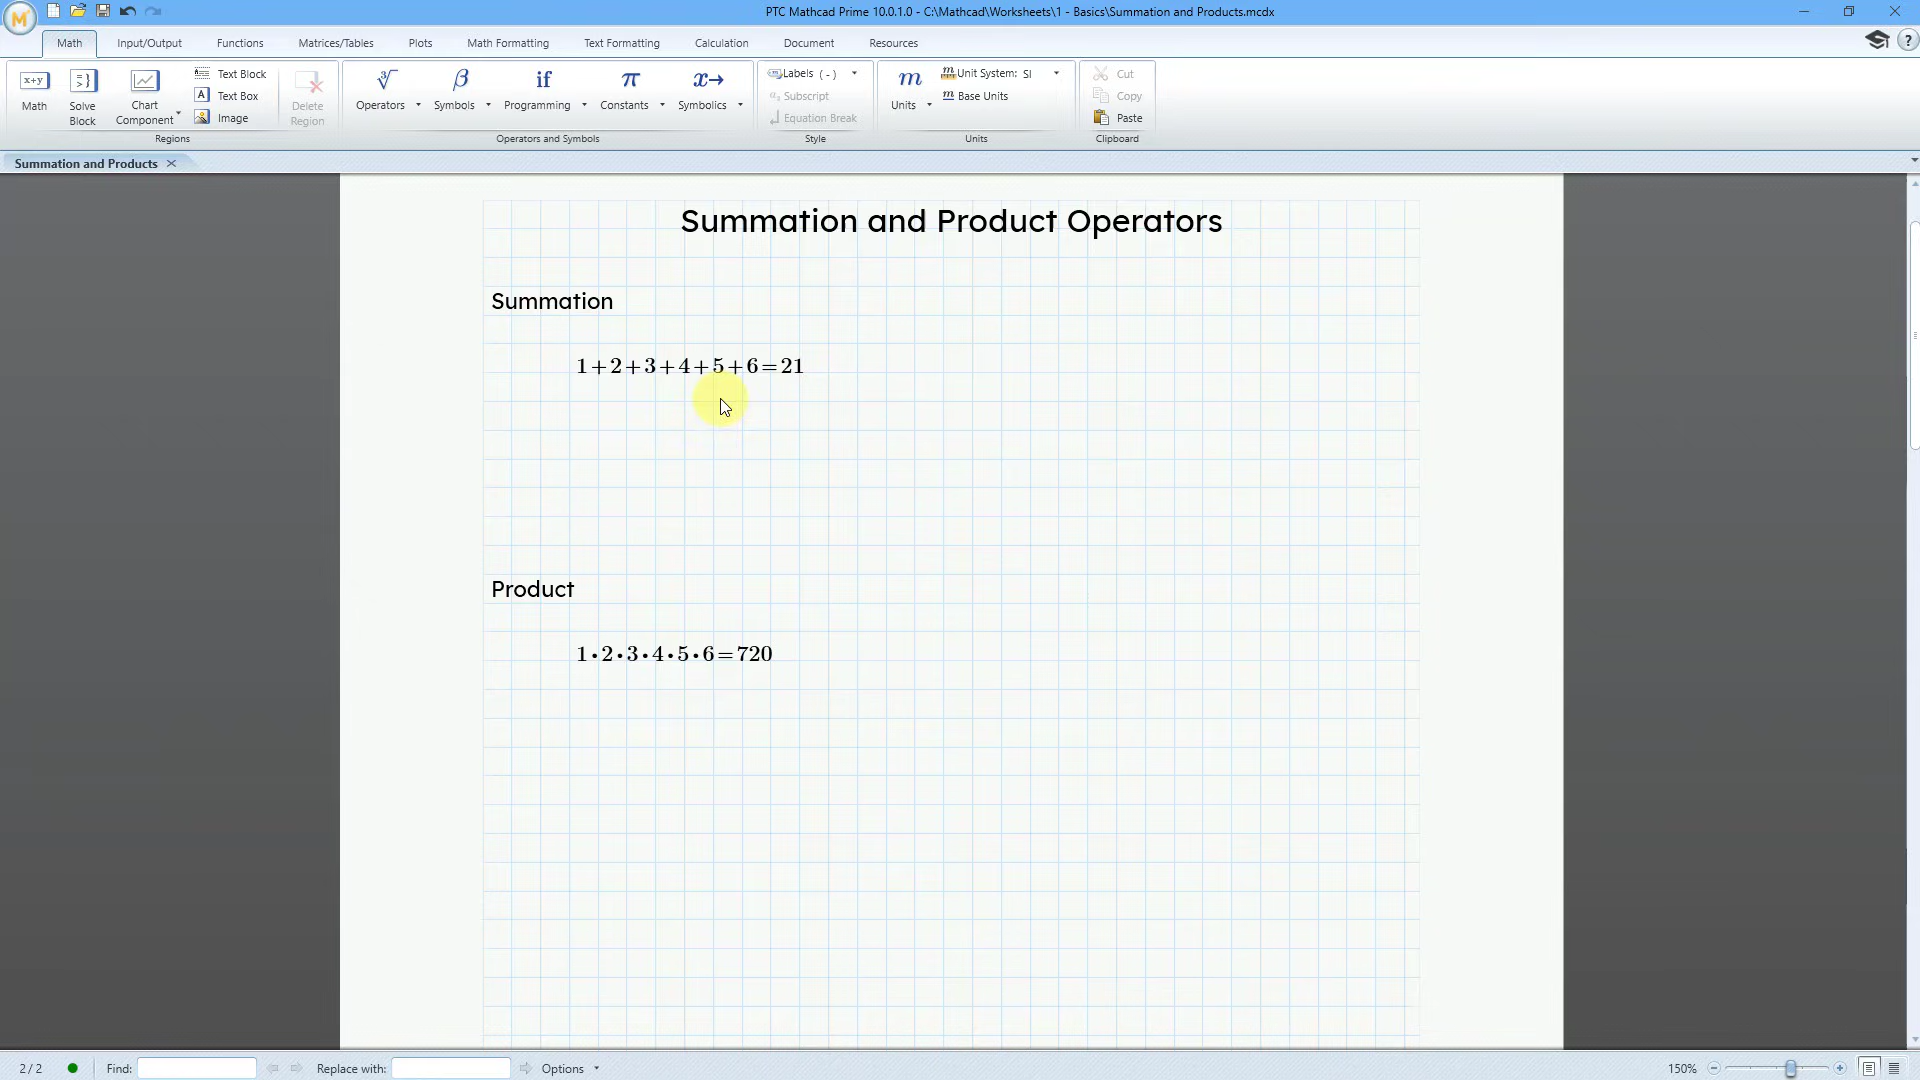 PTC Mathcad Prime 10.0.1.0 - C:\Mathcad\Worksheets\1 - Basics\Summation and Products.mcdx
Math Input/Output Functions Matrices/Tables Plots Math Formatting Text Formatting Calculation Document Resources
x+y Math
Solve Block
Chart Component
Text Block
Text Box
Image
Delete Region
Regions
Operators
β Symbols
if Programming
π Constants
x→ Symbolics
Operators and Symbols
Labels (-)
Subscript
Equation Break
Style
m Units
Unit System: SI
Base Units
Units
Cut
Copy
Paste
Clipboard
Summation and Products
Summation and Product Operators
Summation
1+2+3+4+5+6=21
Product
1·2·3·4·5·6=720
2 / 2 Find: Replace with: Options 150%